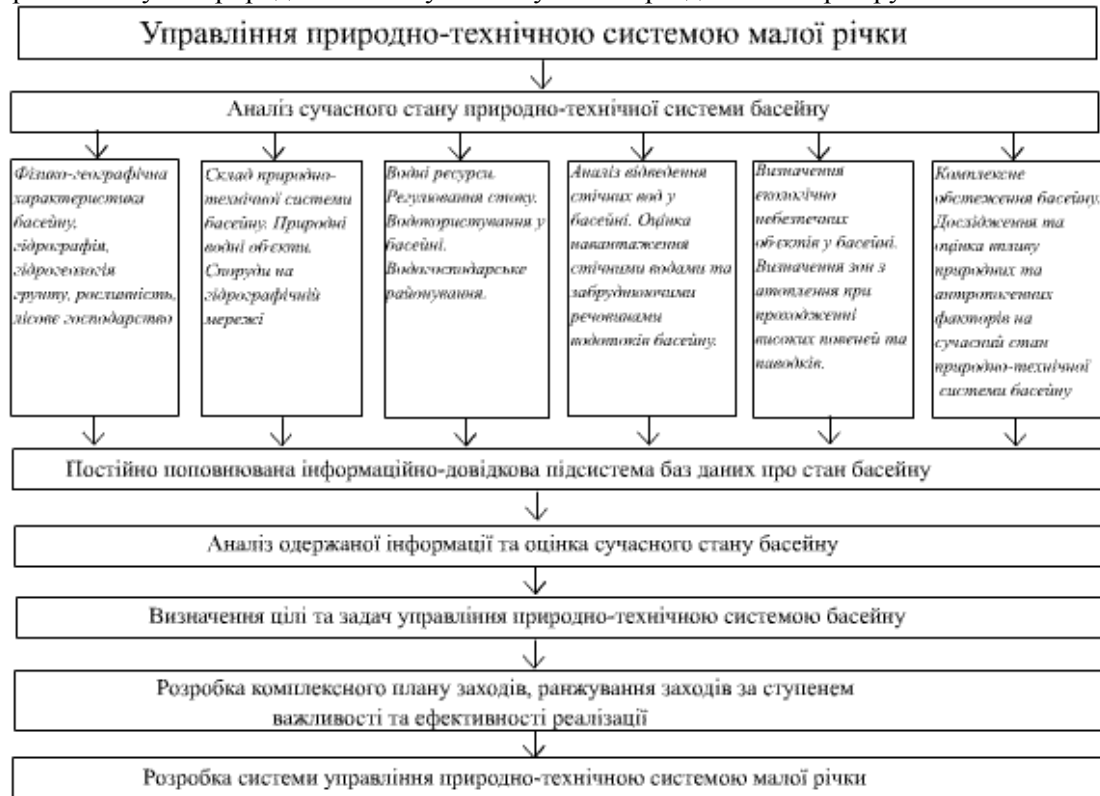 Управління природно-технічною системою малої річки
Аналіз сучасного стану природно-технічної системи басейну
Фізико-географічна
характеристика
басейну,
гідрографія,
гідрогеологія
грунту, рослинність,
лісове господарство
Склад природно-
технічної системи
басейну. Природні
водні об'єкти.
Споруди на
гідрографічній
мережі
Водні ресурси.
Регулювання стоку.
Водокористування у
басейні.
Водогосподарське
районування.
Аналіз відведення
стічних вод у
басейні. Оцінка
навантаження
стічними водами та
забруднюючими
речовинами
водотоків басейну.
Визначення
екологічно
небезпечних
об'єктів у басейні.
Визначення зон з
атоплення при
проходженні
високих повеней та
паводків.
Комплексне
обстеження басейну.
Дослідження та
оцінка впливу
природних та
антропогенних
факторів на
сучасний стан
природно-технічної
системи басейну
Постійно поповнювана інформаційно-довідкова підсистема баз даних про стан басейну
Аналіз одержаної інформації та оцінка сучасного стану басейну
Визначення цілі та задач управління природно-технічною системою басейну
Розробка комплексного плану заходів, ранжування заходів за ступенем
важливості та ефективності реалізації
Розробка системи управління природно-технічною системою малої річки